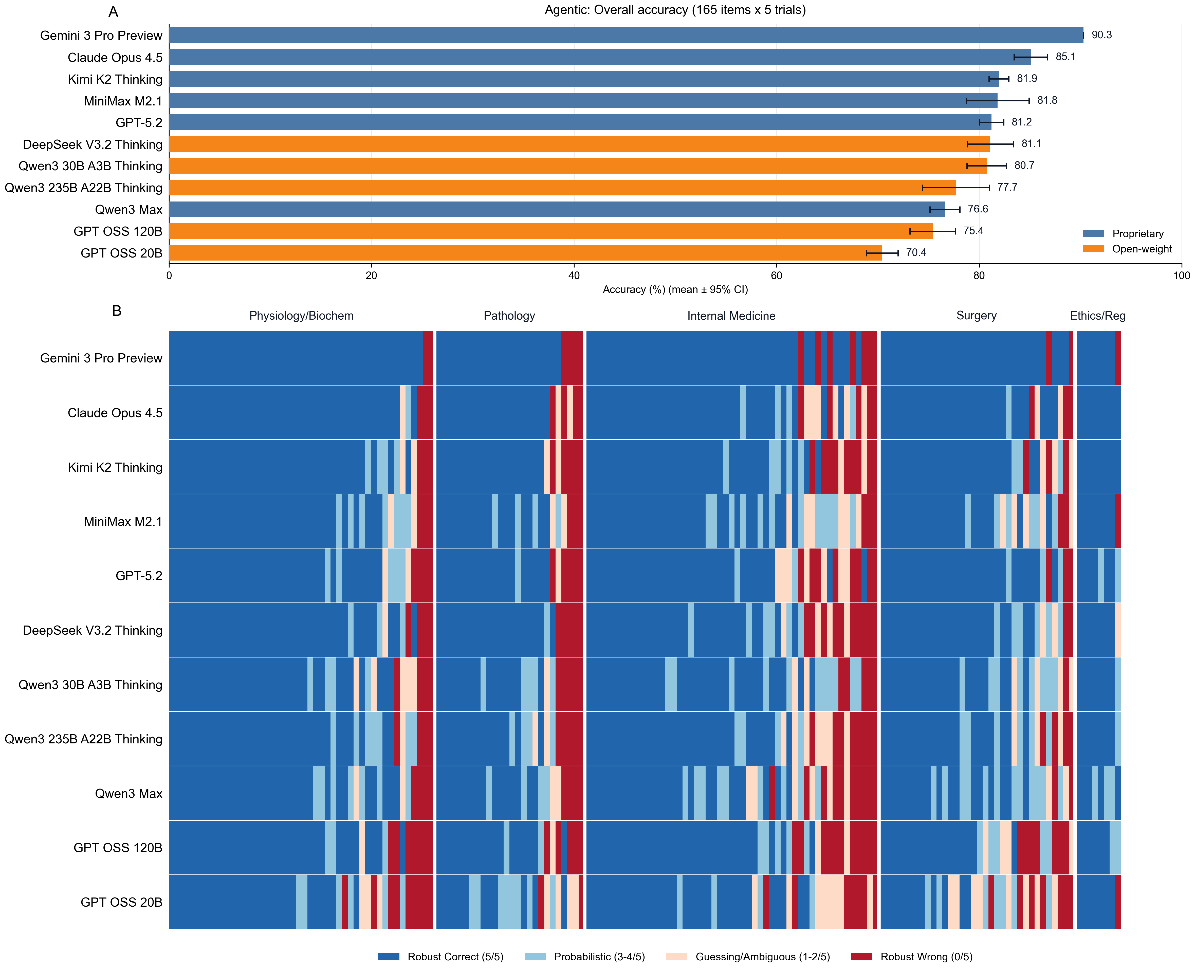 A
Agentic: Overall accuracy (165 items x 5 trials)
Gemini 3 Pro Preview 90.3
Claude Opus 4.5 85.1
Kimi K2 Thinking 81.9
MiniMax M2.1 81.8
GPT-5.2 81.2
DeepSeek V3.2 Thinking 81.1
Qwen3 30B A3B Thinking 80.7
Qwen3 235B A22B Thinking 77.7
Qwen3 Max 76.6
GPT OSS 120B 75.4
GPT OSS 20B 70.4
Proprietary
Open-weight
0 20 40 60 80 100
Accuracy (%) (mean ± 95% CI)
B
Physiology/Biochem Pathology Internal Medicine Surgery Ethics/Reg
Gemini 3 Pro Preview
Claude Opus 4.5
Kimi K2 Thinking
MiniMax M2.1
GPT-5.2
DeepSeek V3.2 Thinking
Qwen3 30B A3B Thinking
Qwen3 235B A22B Thinking
Qwen3 Max
GPT OSS 120B
GPT OSS 20B
Robust Correct (5/5) Probabilistic (3-4/5) Guessing/Ambiguous (1-2/5) Robust Wrong (0/5)